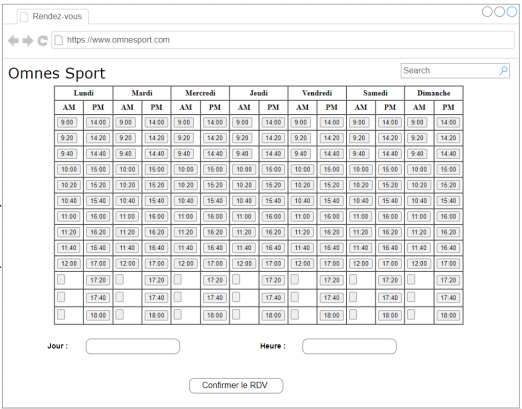 Rendez-vous
https://www.omnesport.com
Omnes Sport
Search
Lundi Mardi Mercredi Jeudi Vendredi Samedi Dimanche
AM PM AM PM AM PM AM PM AM PM AM PM AM PM
9:00 14:00 9:00 14:00 9:00 14:00 9:00 14:00 9:00 14:00 9:00 14:00 9:00 14:00
9:20 14:20 9:20 14:20 9:20 14:20 9:20 14:20 9:20 14:20 9:20 14:20 9:20 14:20
9:40 14:40 9:40 14:40 9:40 14:40 9:40 14:40 9:40 14:40 9:40 14:40 9:40 14:40
10:00 15:00 10:00 15:00 10:00 15:00 10:00 15:00 10:00 15:00 10:00 15:00 10:00 15:00
10:20 15:20 10:20 15:20 10:20 15:20 10:20 15:20 10:20 15:20 10:20 15:20 10:20 15:20
10:40 15:40 10:40 15:40 10:40 15:40 10:40 15:40 10:40 15:40 10:40 15:40 10:40 15:40
11:00 16:00 11:00 16:00 11:00 16:00 11:00 16:00 11:00 16:00 11:00 16:00 11:00 16:00
11:20 16:20 11:20 16:20 11:20 16:20 11:20 16:20 11:20 16:20 11:20 16:20 11:20 16:20
11:40 16:40 11:40 16:40 11:40 16:40 11:40 16:40 11:40 16:40 11:40 16:40 11:40 16:40
12:00 17:00 12:00 17:00 12:00 17:00 12:00 17:00 12:00 17:00 12:00 17:00 12:00 17:00
17:20 17:20 17:20 17:20 17:20 17:20 17:20
17:40 17:40 17:40 17:40 17:40 17:40 17:40
18:00 18:00 18:00 18:00 18:00 18:00 18:00
Jour : Heure :
Confirmer le RDV